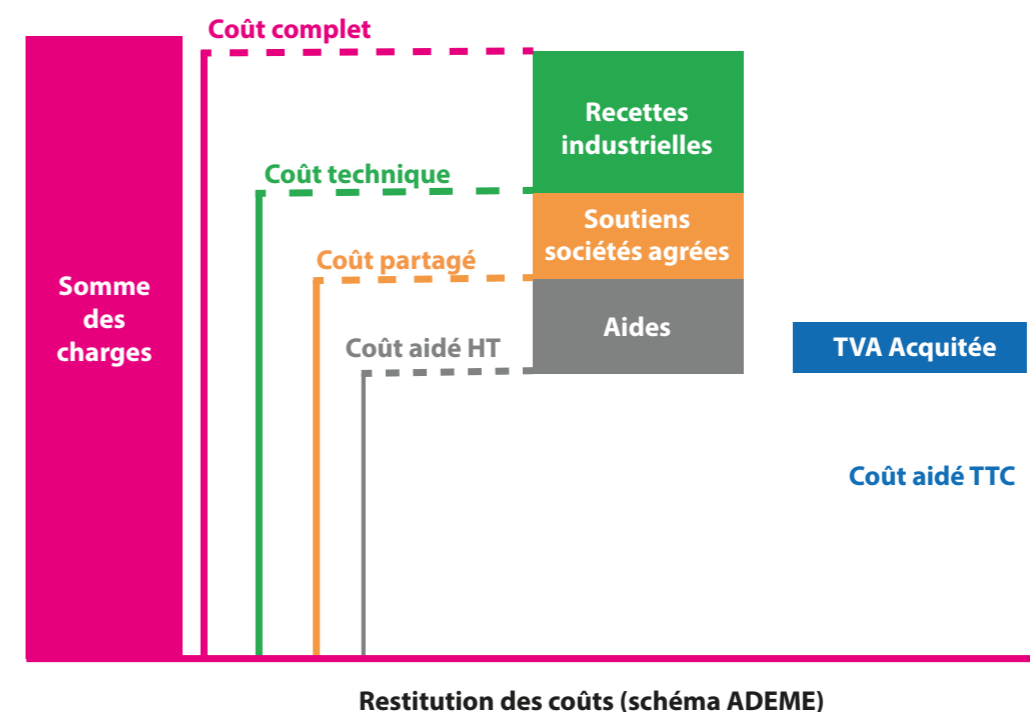 Coût complet
Recettes
industrielles
Coût technique
Soutiens
sociétés agrées
Coût partagé
Somme
des
charges
Aides
Coût aidé HT
TVA Acquitée
Coût aidé TTC
Restitution des coûts (schéma ADEME)